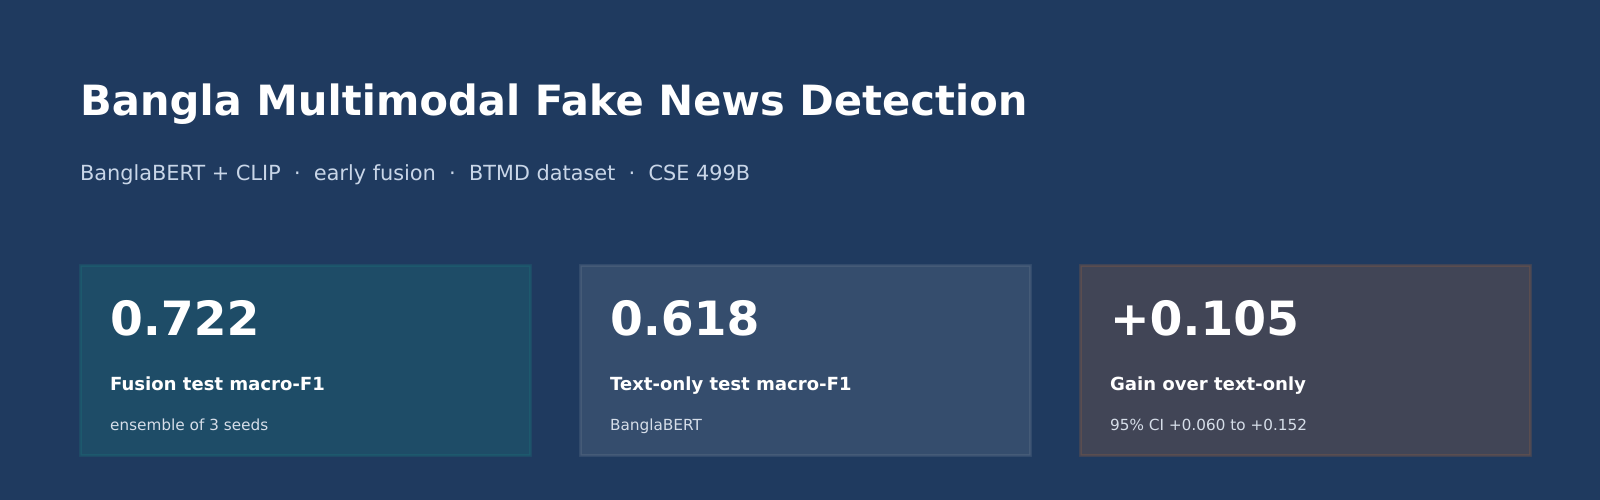 Bangla Multimodal Fake News Detection
BanglaBERT + CLIP · early fusion · BTMD dataset · CSE 499B
0.722
Fusion test macro-F1
ensemble of 3 seeds
0.618
Text-only test macro-F1
BanglaBERT
+0.105
Gain over text-only
95% CI +0.060 to +0.152